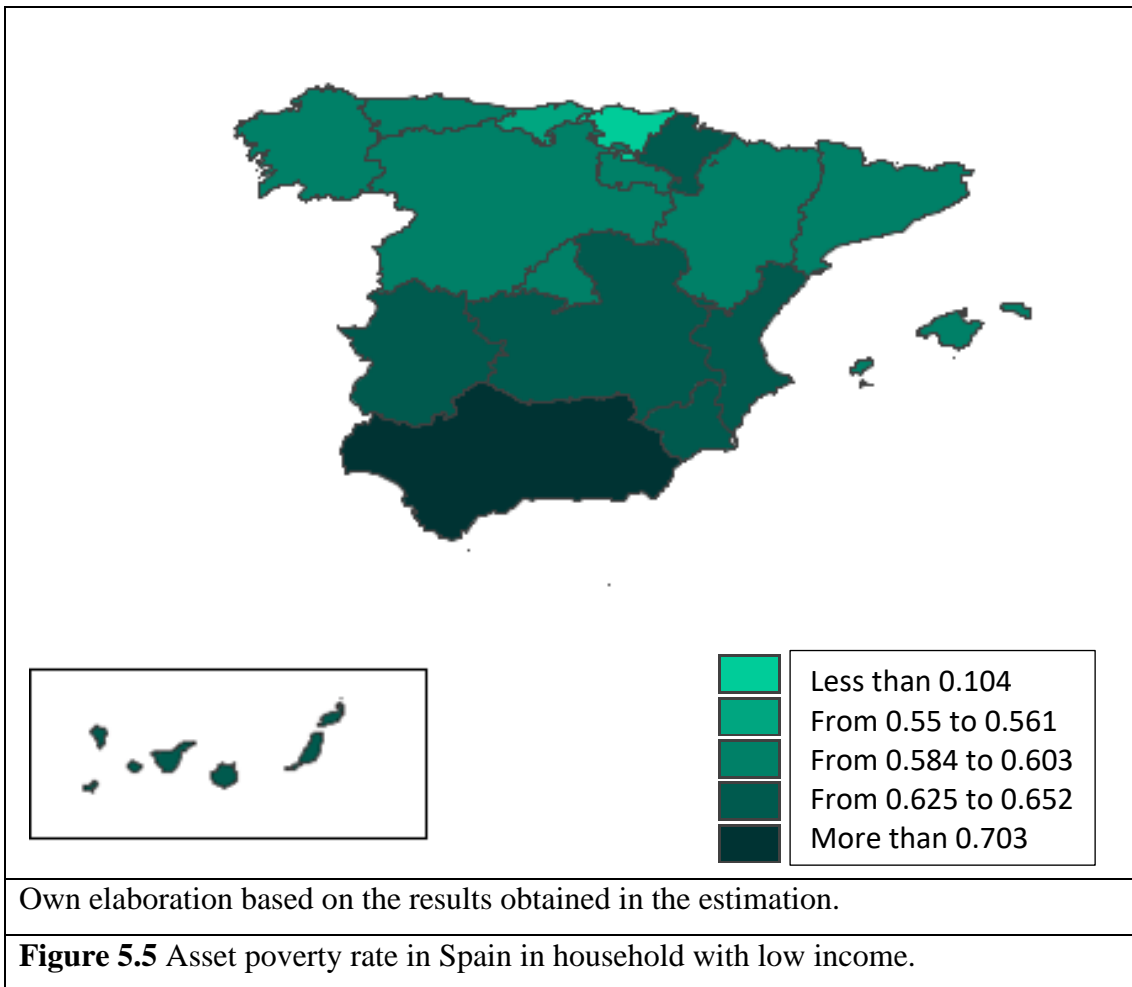 Less than 0.104
From 0.55 to 0.561
From 0.584 to 0.603
From 0.625 to 0.652
More than 0.703
Own elaboration based on the results obtained in the estimation.
Figure 5.5 Asset poverty rate in Spain in household with low income.